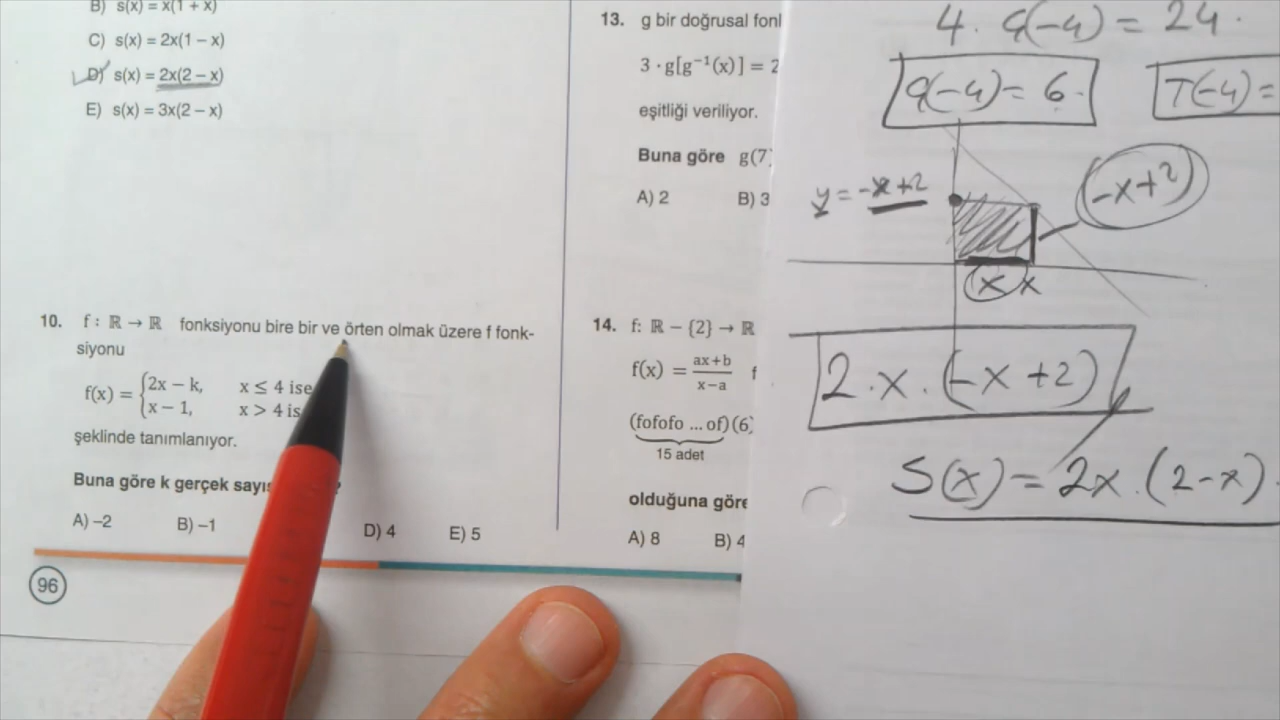 B) s(x) = x(1 + x)
C) s(x) = 2x(1 − x)
D) s(x) = 2x(2 − x)
E) s(x) = 3x(2 − x)
10. f : ℝ → ℝ fonksiyonu bire bir ve örten olmak üzere f fonk-
siyonu
f(x) = {2x − k, x ≤ 4 ise
x − 1, x > 4
şeklinde tanımlanıyor.
Buna göre k gerçek
A) −2 B) −1 D) 4 E) 5
96
13. g bir doğrusal
3 · g[g⁻¹(x)] = 2
eşitliği veriliyor.
Buna göre g(7)
A) 2 B) 3
14. f: ℝ − {2} → ℝ
f(x) = ax+b / x−a f
(fofofo ... of)(6)
15 adet
olduğuna göre
A) 8 B) 4
4 . q(−4) = 24.
q(−4) = 6. T(−4) =
y = −x+2
−x+2
x x
2 . x . (−x + 2)
S(x) = 2x . (2 − x).